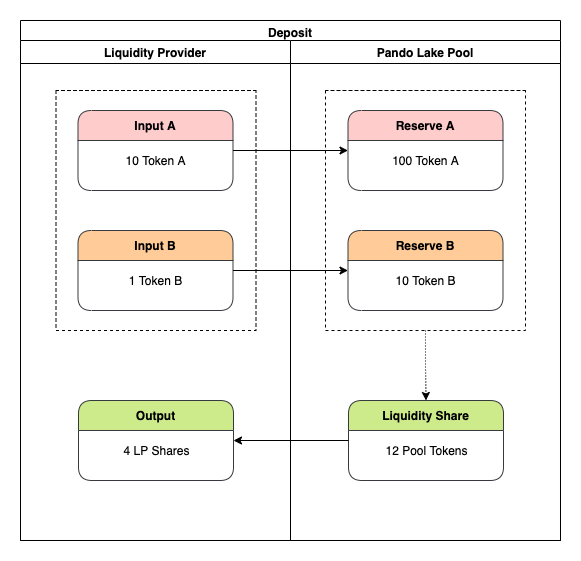 Deposit
Liquidity Provider
Pando Lake Pool
Input A
10 Token A
Reserve A
100 Token A
Input B
1 Token B
Reserve B
10 Token B
Output
4 LP Shares
Liquidity Share
12 Pool Tokens